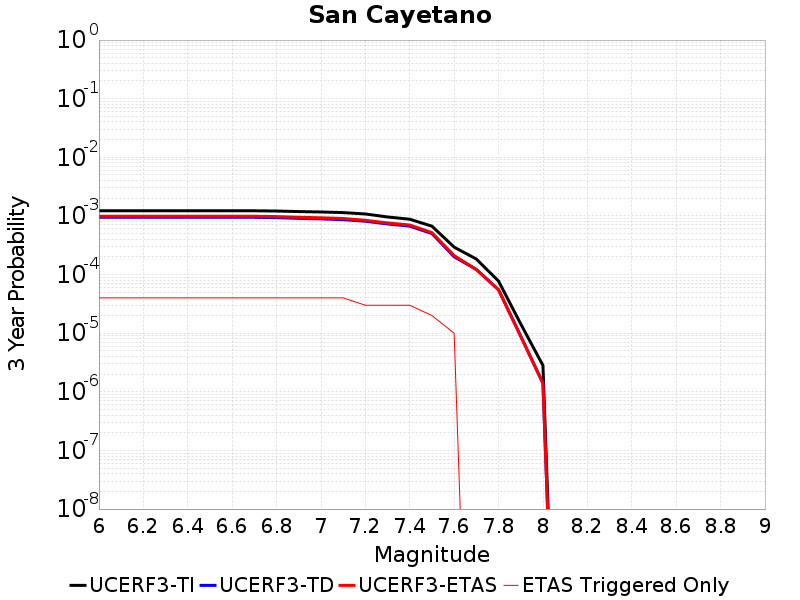 San Cayetano
3 Year Probability
10^0
10^-1
10^-2
10^-3
10^-4
10^-5
10^-6
10^-7
10^-8
6 6.2 6.4 6.6 6.8 7 7.2 7.4 7.6 7.8 8 8.2 8.4 8.6 8.8 9
Magnitude
UCERF3-TI UCERF3-TD UCERF3-ETAS ETAS Triggered Only